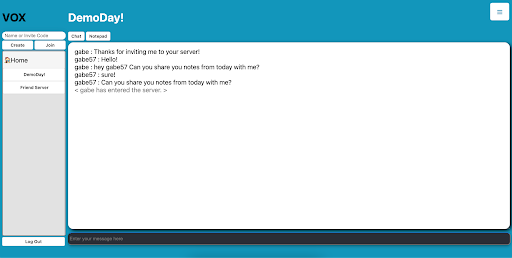 VOX
DemoDay!
Name or Invite Code
Create
Join
Home
DemoDay!
Friend Server
Log Out
Chat
Notepad
gabe : Thanks for inviting me to your server!
gabe57 : Hello!
gabe : hey gabe57 Can you share you notes from today with me?
gabe57 : sure!
gabe57 : Can you share you notes from today with me?
< gabe has entered the server. >
Enter your message here